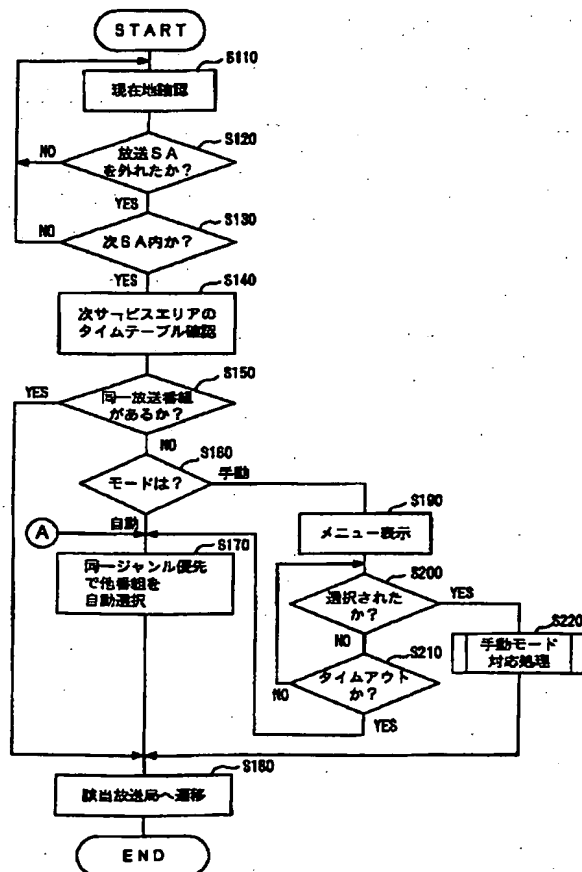 START
S110
現在地確認
S120
放送SA
を外れたか?
NO
YES
S130
次SA内か?
NO
YES
S140
次サービスエリアの
タイムテーブル確認
S150
同一放送番組
があるか?
YES
NO
S160
モードは?
手動
自動
A
S170
同一ジャンル優先
で他番組を
自動選択
S190
メニュー表示
S200
選択された
か?
YES
NO
S210
タイムアウト
か?
NO
YES
S220
手動モード
対応処理
S180
該当放送局へ遷移
END